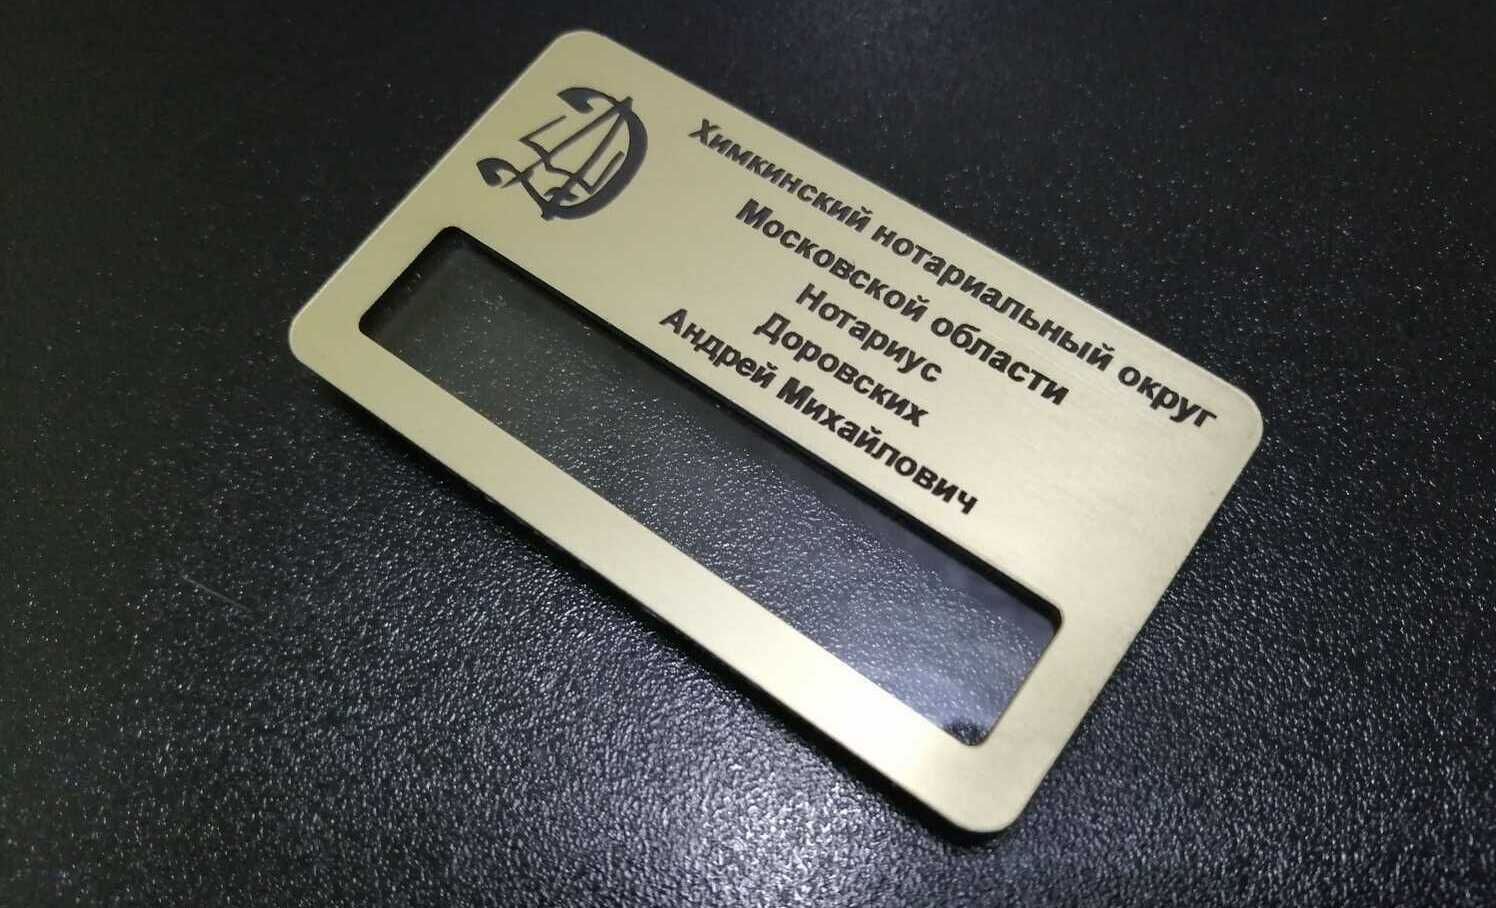 Химкинский нотариальный округ
Московской области
Нотариус
Доровских
Андрей Михайлович